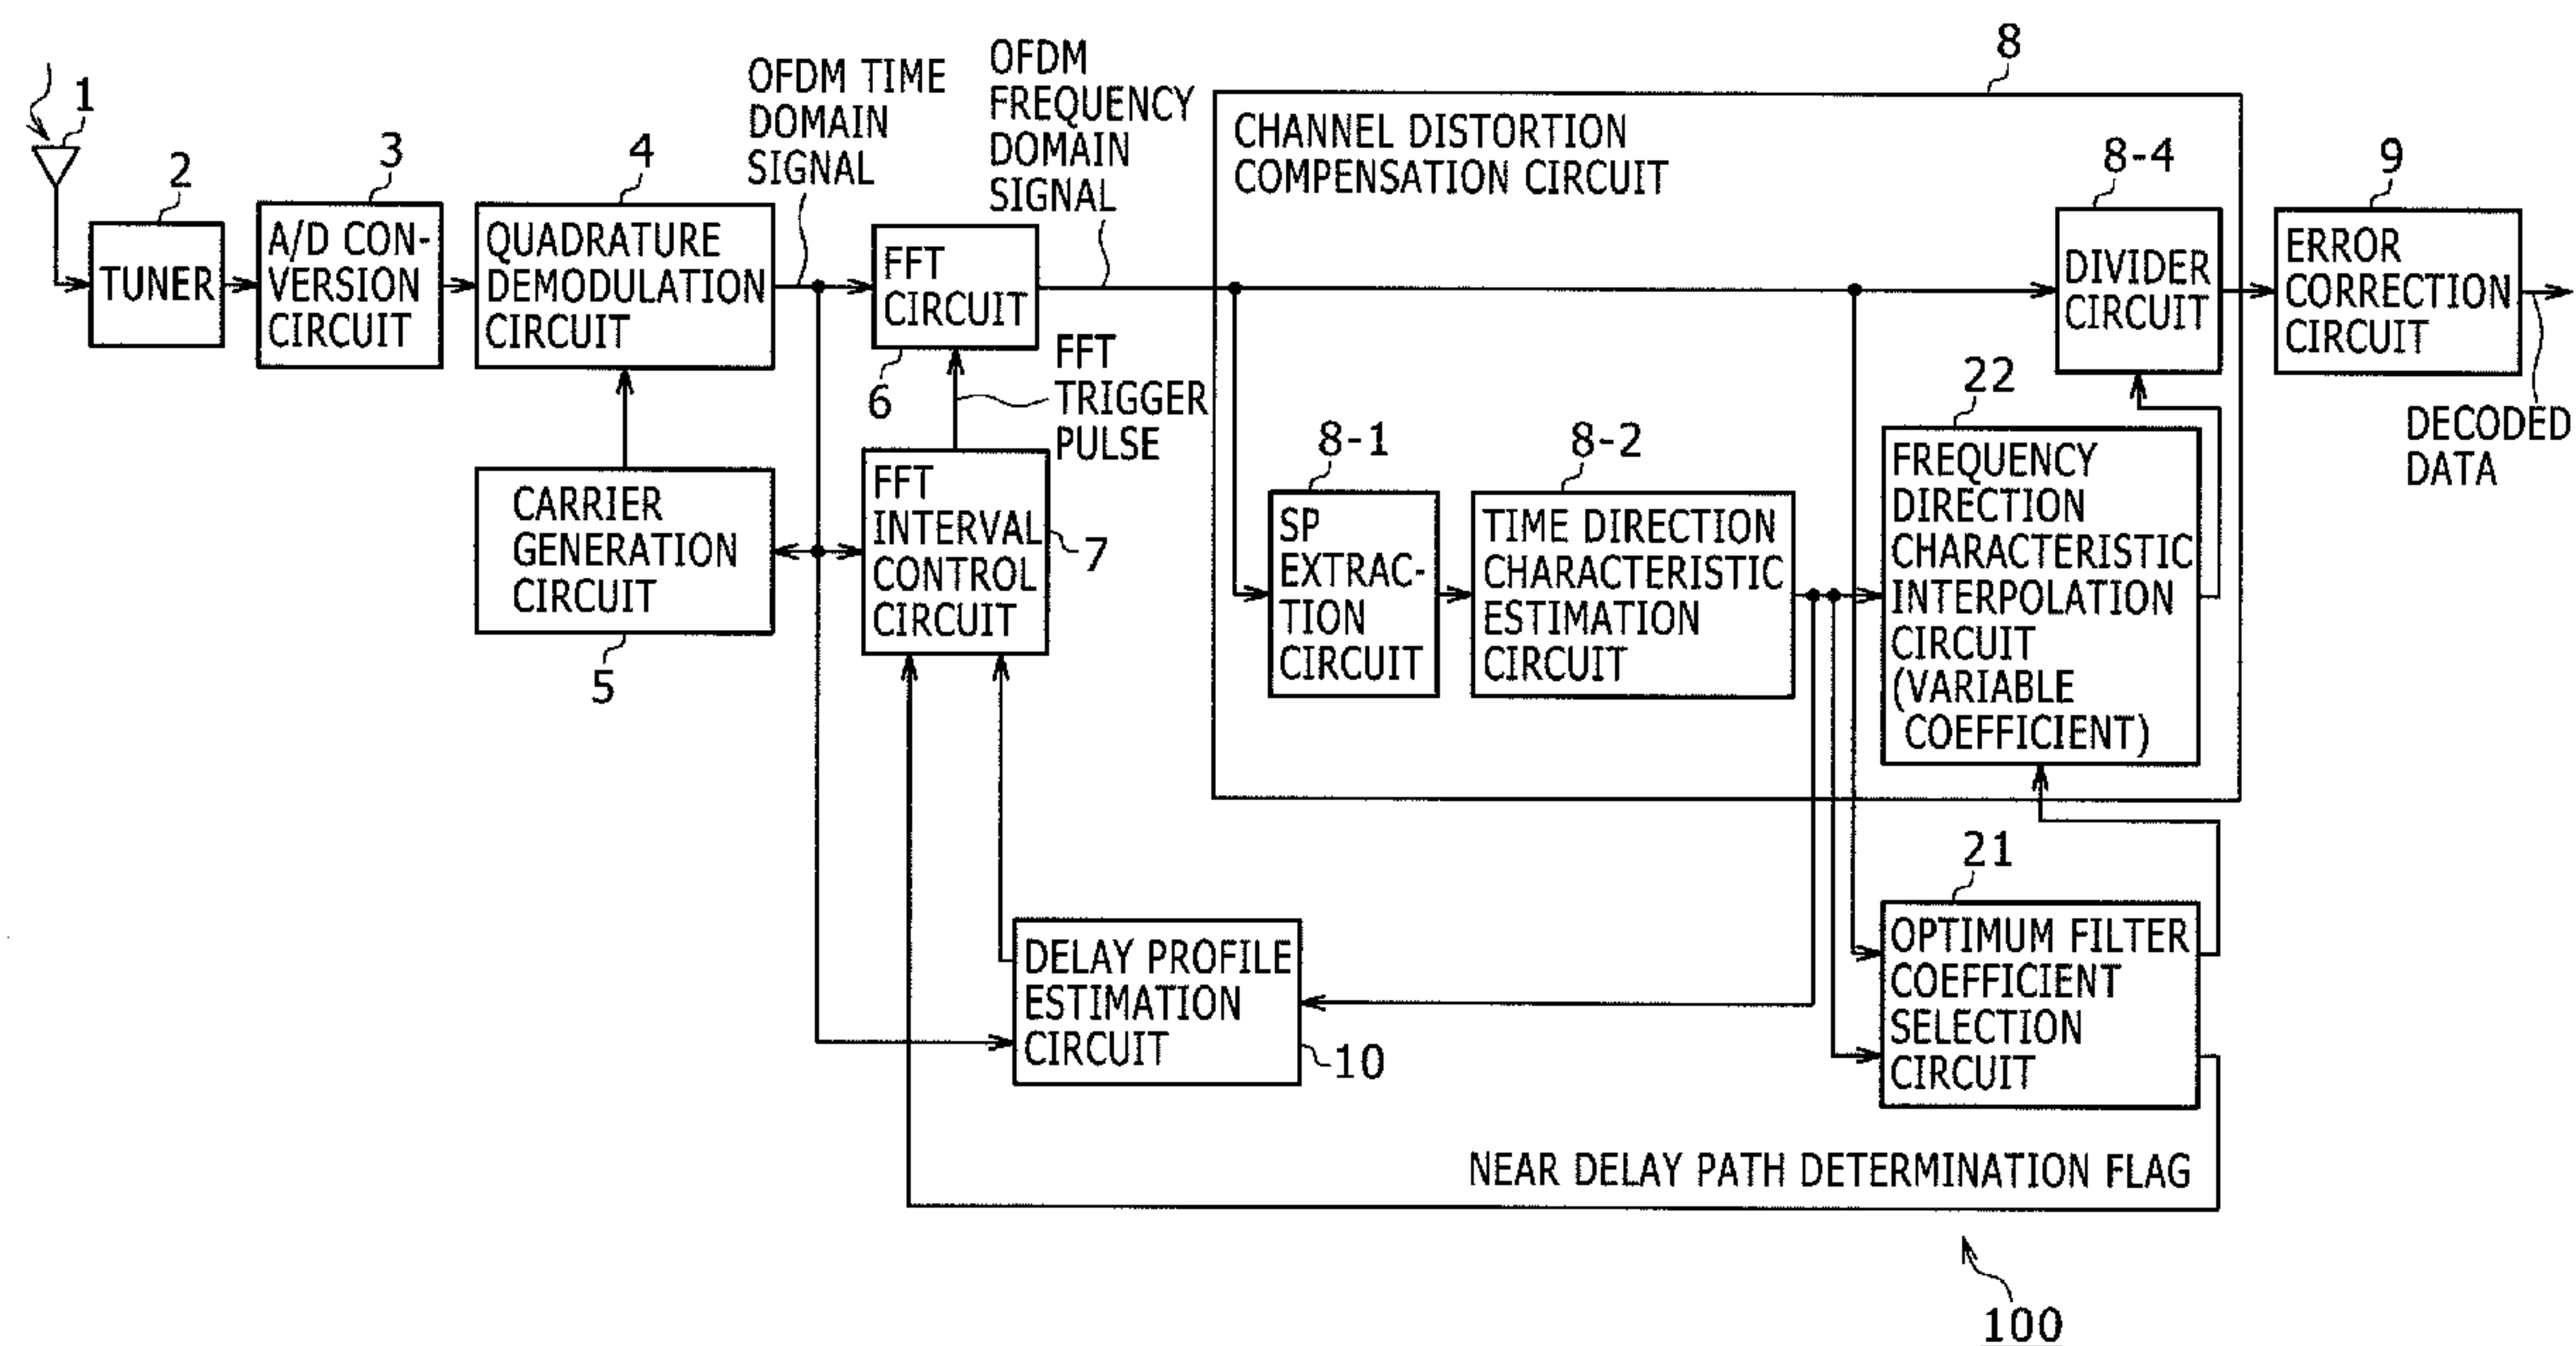 1
2
TUNER
3
A/D CON-
VERSION
CIRCUIT
4
QUADRATURE
DEMODULATION
CIRCUIT
OFDM TIME
DOMAIN
SIGNAL
CARRIER
GENERATION
CIRCUIT
5
FFT
CIRCUIT
6
OFDM
FREQUENCY
DOMAIN
SIGNAL
FFT
TRIGGER
PULSE
FFT
INTERVAL
CONTROL
CIRCUIT
7
8
CHANNEL DISTORTION
COMPENSATION CIRCUIT
8-1
SP
EXTRAC-
TION
CIRCUIT
8-2
TIME DIRECTION
CHARACTERISTIC
ESTIMATION
CIRCUIT
8-4
DIVIDER
CIRCUIT
22
FREQUENCY
DIRECTION
CHARACTERISTIC
INTERPOLATION
CIRCUIT
(VARIABLE
COEFFICIENT)
9
ERROR
CORRECTION
CIRCUIT
DECODED
DATA
DELAY PROFILE
ESTIMATION
CIRCUIT
10
21
OPTIMUM FILTER
COEFFICIENT
SELECTION
CIRCUIT
NEAR DELAY PATH DETERMINATION FLAG
100